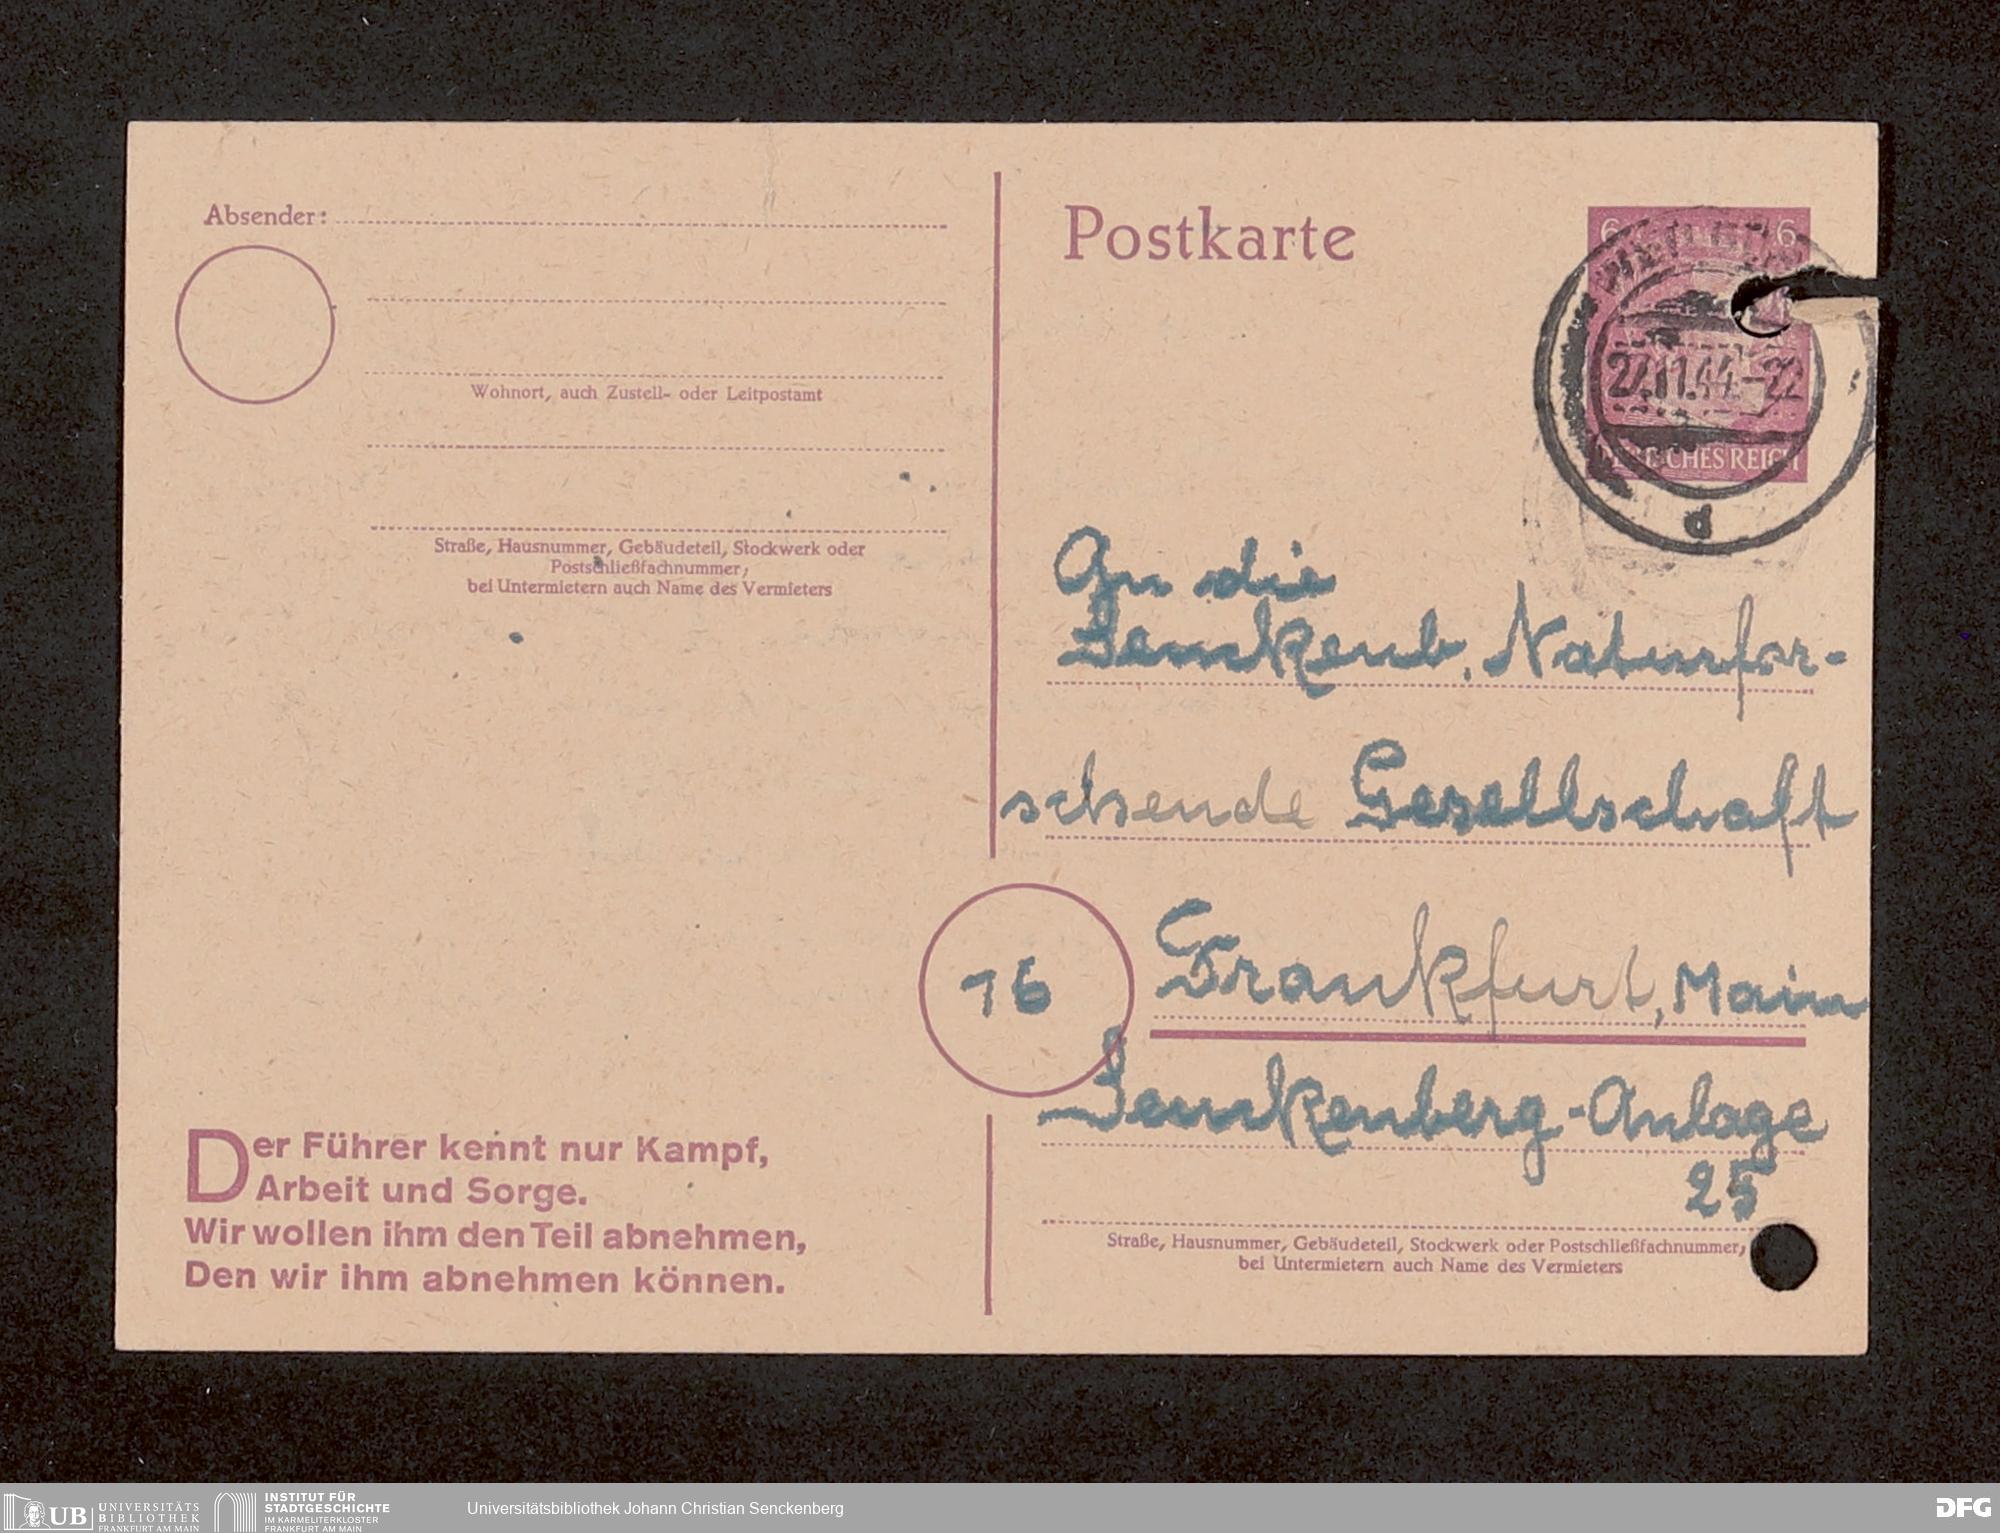 Absender:
Wohnort, auch Zustell- oder Leitpostamt
Straße, Hausnummer, Gebäudeteil, Stockwerk oder
Postschließfachnummer;
bei Untermietern auch Name des Vermieters
Der Führer kennt nur Kampf,
Arbeit und Sorge.
Wir wollen ihm den Teil abnehmen,
Den wir ihm abnehmen können.
Postkarte
6 6
27.11.44.-22
DEUTSCHES REICH
d
An die
Senckenb. Naturfor-
schende Gesellschaft
16
Frankfurt, Main
Senckenberg-Anlage
25
Straße, Hausnummer, Gebäudeteil, Stockwerk oder Postschließfachnummer,
bei Untermietern auch Name des Vermieters
UB UNIVERSITÄTS
BIBLIOTHEK
FRANKFURT AM MAIN
INSTITUT FÜR
STADTGESCHICHTE
IM KARMELITERKLOSTER
FRANKFURT AM MAIN
Universitätsbibliothek Johann Christian Senckenberg
DFG